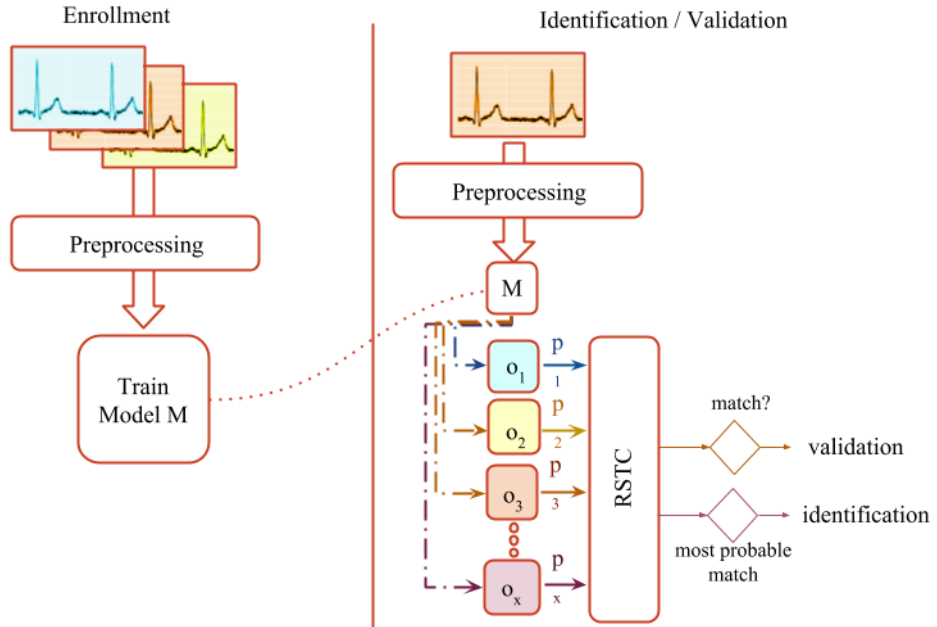 Enrollment
Preprocessing
Train
Model M
Identification / Validation
Preprocessing
M
o1
p
1
o2
p
2
o3
p
3
ox
p
x
RSTC
match?
validation
identification
most probable
match